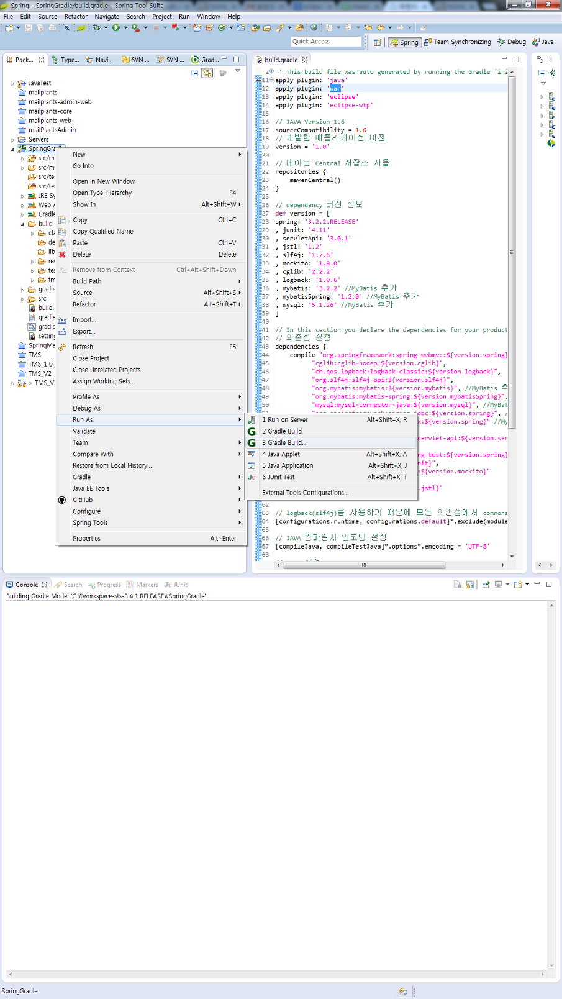 Spring - SpringGradle/build.gradle - Spring Tool Suite
File Edit Source Refactor Navigate Search Project Run Window Help
Quick Access
Spring Team Synchronizing Debug Java
Pack... Type... Navi... SVN ... SVN ... Gradl...
JavaTest
mailplants
mailplants-admin-web
mailplants-core
mailplants-web
mailPlantsAdmin
Servers
SpringGradle
src/m
src/m
src/te
src/te
JRE Sy
Web A
Gradle
build
cla
de
lib
res
tes
tm
gradle
src
build.
gradle
gradle
setting
SpringMa
TMS
TMS_1.0_
TMS_V2
> TMS_V
New
Go Into
Open in New Window
Open Type Hierarchy F4
Show In Alt+Shift+W
Copy Ctrl+C
Copy Qualified Name
Paste Ctrl+V
Delete Delete
Remove from Context Ctrl+Alt+Shift+Down
Build Path
Source Alt+Shift+S
Refactor Alt+Shift+T
Import...
Export...
Refresh F5
Close Project
Close Unrelated Projects
Assign Working Sets...
Profile As
Debug As
Run As
Validate
Team
Compare With
Restore from Local History...
Gradle
Java EE Tools
GitHub
Configure
Spring Tools
Properties Alt+Enter
1 Run on Server Alt+Shift+X, R
2 Gradle Build
3 Gradle Build...
4 Java Applet Alt+Shift+X, A
5 Java Application Alt+Shift+X, J
6 JUnit Test Alt+Shift+X, T
External Tools Configurations...
build.gradle
2 * This build file was auto generated by running the Gradle 'ini
11 apply plugin: 'java'
12 apply plugin: 'war'
13 apply plugin: 'eclipse'
14 apply plugin: 'eclipse-wtp'
15
16 // JAVA Version 1.6
17 sourceCompatibility = 1.6
18 // 개발한 애플리케이션 버전
19 version = '1.0'
20
21 // 메이븐 Central 저장소 사용
22 repositories {
23 mavenCentral()
24 }
25
26 // dependency 버전 정보
27 def version = [
28 spring: '3.2.2.RELEASE'
29 , junit: '4.11'
30 , servletApi: '3.0.1'
31 , jstl: '1.2'
32 , slf4j: '1.7.6'
33 , mockito: '1.9.0'
34 , cglib: '2.2.2'
35 , logback: '1.0.6'
36 , mybatis: '3.2.2' //MyBatis 추가
37 , mybatisSpring: '1.2.0' //MyBatis 추가
38 , mysql: '5.1.26' //MyBatis 추가
39 ]
40
41 // In this section you declare the dependencies for your product
42 // 의존성 설정
43 dependencies {
44 compile "org.springframework:spring-webmvc:${version.spring}
45 "cglib:cglib-nodep:${version.cglib}",
46 "ch.qos.logback:logback-classic:${version.logback}",
47 "org.slf4j:slf4j-api:${version.slf4j}",
48 "org.mybatis:mybatis:${version.mybatis}", //MyBatis 추
49 "org.mybatis:mybatis-spring:${version.mybatisSpring}",
50 "mysql:mysql-connector-java:${version.mysql}", //MyBat
jdbc:${version.spring}", //
x:${version.spring}" //My
servlet-api:${version.ser
ng-test:${version.spring}
nit}",
ersion.mockito}"
.jstl}"
62
63 // logback(slf4j)를 사용하기 때문에 모든 의존성에서 commons
64 [configurations.runtime, configurations.default]*.exclude(module
65
66 // JAVA 컴파일시 인코딩 설정
67 [compileJava, compileTestJava]*.options*.encoding = 'UTF-8'
68
2
Console Search Progress Markers JUnit
Building Gradle Model 'C:₩workspace-sts-3.4.1.RELEASE₩SpringGradle'
SpringGradle